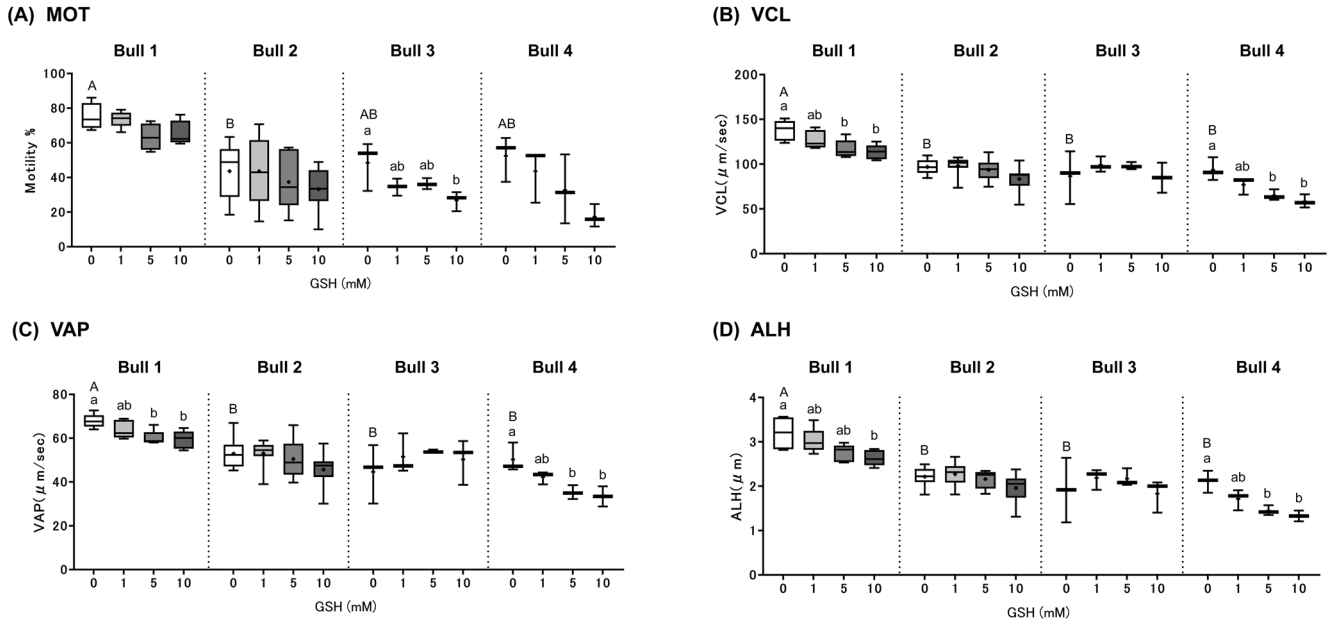 (A) MOT
Bull 1 Bull 2 Bull 3 Bull 4
100
80
60
40
20
0
Motility %
A
B
AB
a
ab ab
b
AB
0 1 5 10 0 1 5 10 0 1 5 10 0 1 5 10
GSH (mM)
(B) VCL
Bull 1 Bull 2 Bull 3 Bull 4
200
150
100
50
0
VCL(μm/sec)
A
a
ab
b b
B
B
B
a
ab
b b
0 1 5 10 0 1 5 10 0 1 5 10 0 1 5 10
GSH (mM)
(C) VAP
Bull 1 Bull 2 Bull 3 Bull 4
80
60
40
20
0
VAP(μm/sec)
A
a
ab
b b
B
B
B
a
ab
b b
0 1 5 10 0 1 5 10 0 1 5 10 0 1 5 10
GSH (mM)
(D) ALH
Bull 1 Bull 2 Bull 3 Bull 4
4
3
2
1
0
ALH(μm)
A
a
ab
ab
b
B
B
B
a
ab
b
b
0 1 5 10 0 1 5 10 0 1 5 10 0 1 5 10
GSH (mM)